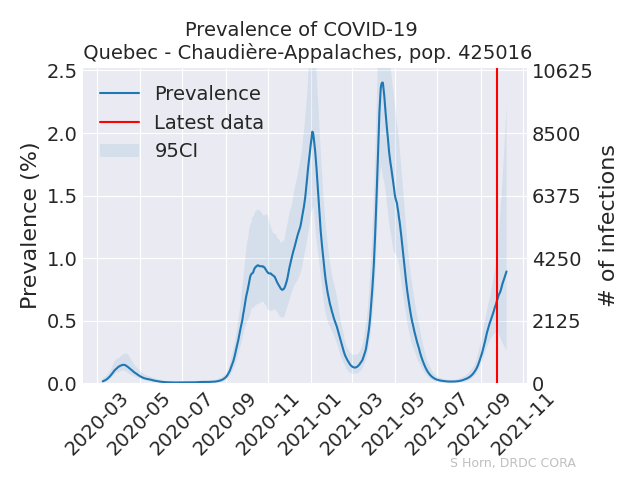 Prevalence of COVID-19
Quebec - Chaudière-Appalaches, pop. 425016
Prevalence (%)
2.5
2.0
1.5
1.0
0.5
0.0
Prevalence
Latest data
95CI
10625
8500
6375
4250
2125
0
# of infections
2020-03
2020-05
2020-07
2020-09
2020-11
2021-01
2021-03
2021-05
2021-07
2021-09
2021-11
S Horn, DRDC CORA